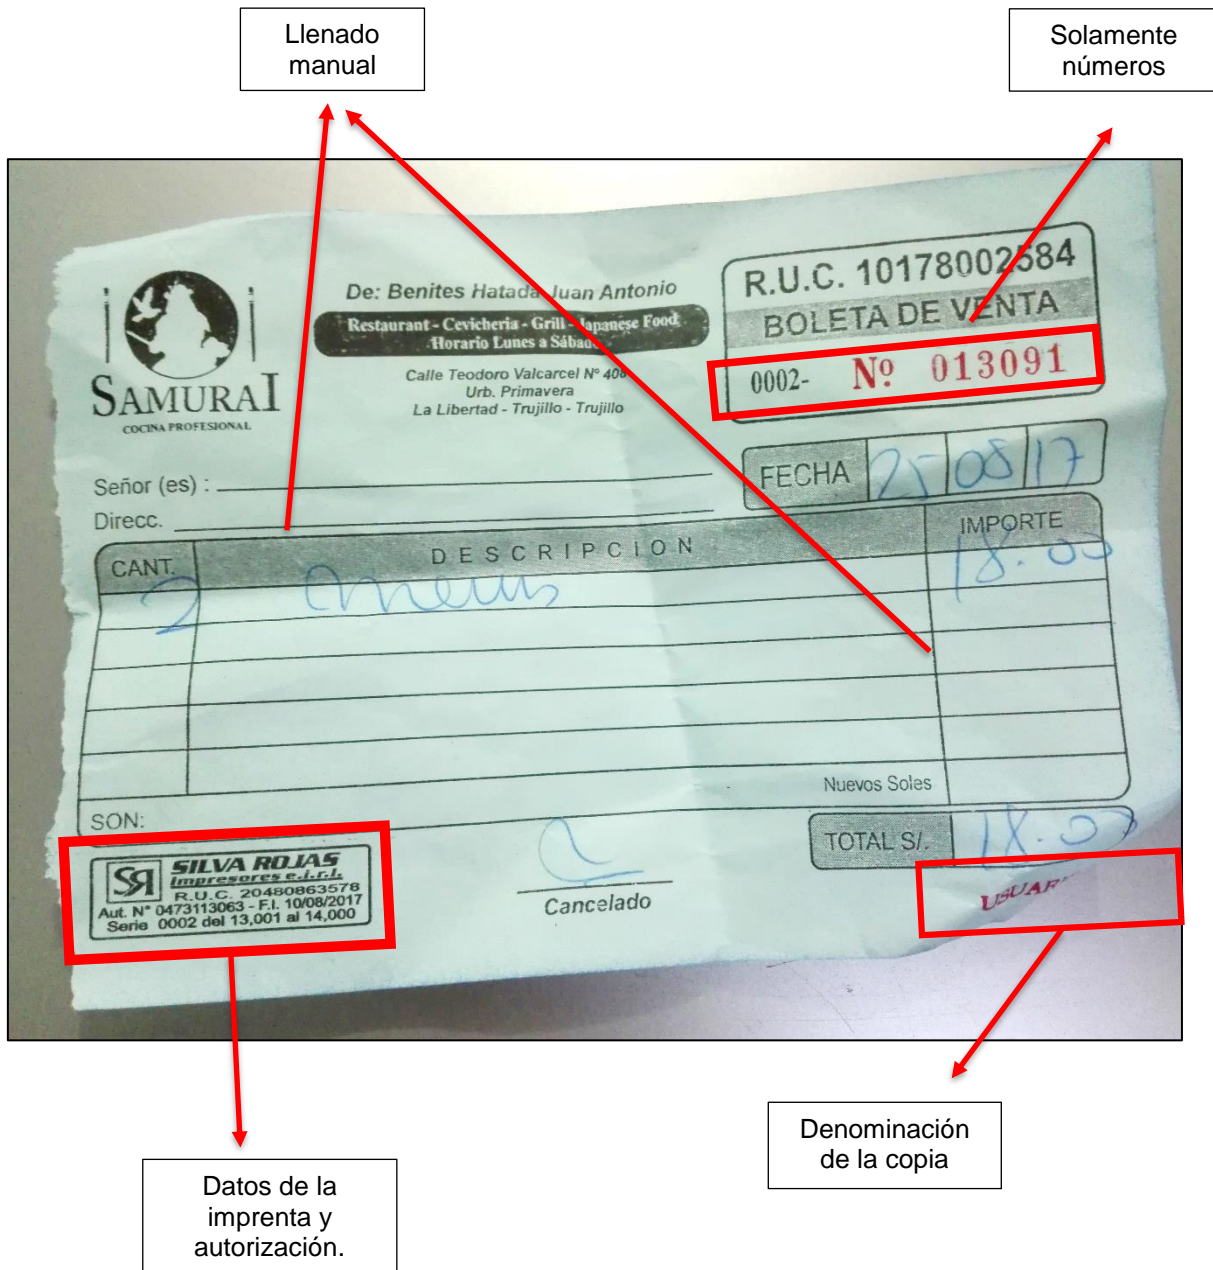 Llenado
manual
Solamente
números
SAMURAI
COCINA PROFESIONAL
De: Benites Hatada Juan Antonio
Restaurant - Cevicheria - Grill - Japanese Food
Horario Lunes a Sábado
Calle Teodoro Valcarcel Nº 408
Urb. Primavera
La Libertad - Trujillo - Trujillo
R.U.C. 10178002584
BOLETA DE VENTA
0002- Nº 013091
Señor (es) :
Direcc.
FECHA 25 08 17
CANT. DESCRIPCION IMPORTE
2 menus 18.00
Nuevos Soles
SON:
TOTAL S/. 18.00
SR SILVA ROJAS
Impresores e.i.r.l.
R.U.C. 20480863578
Aut. N° 0473113063 - F.I. 10/08/2017
Serie 0002 del 13,001 al 14,000
Cancelado
Denominación
de la copia
Datos de la
imprenta y
autorización.